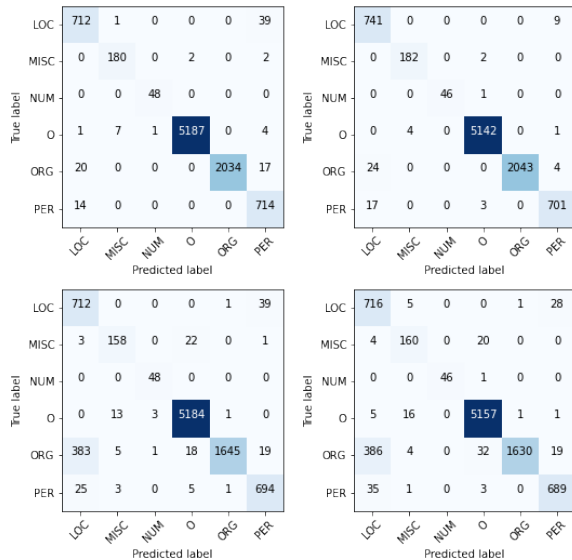 LOC 712 1 0 0 0 39
MISC 0 180 0 2 0 2
NUM 0 0 48 0 0 0
O 1 7 1 5187 0 4
ORG 20 0 0 0 2034 17
PER 14 0 0 0 0 714
True label
LOC MISC NUM O ORG PER
Predicted label
LOC 741 0 0 0 0 9
MISC 0 182 0 2 0 0
NUM 0 0 46 1 0 0
O 0 4 0 5142 0 1
ORG 24 0 0 0 2043 4
PER 17 0 0 3 0 701
True label
LOC MISC NUM O ORG PER
Predicted label
LOC 712 0 0 0 1 39
MISC 3 158 0 22 0 1
NUM 0 0 48 0 0 0
O 0 13 3 5184 1 0
ORG 383 5 1 18 1645 19
PER 25 3 0 5 1 694
True label
LOC MISC NUM O ORG PER
Predicted label
LOC 716 5 0 0 1 28
MISC 4 160 0 20 0 0
NUM 0 0 46 1 0 0
O 5 16 0 5157 1 1
ORG 386 4 0 32 1630 19
PER 35 1 0 3 0 689
True label
LOC MISC NUM O ORG PER
Predicted label